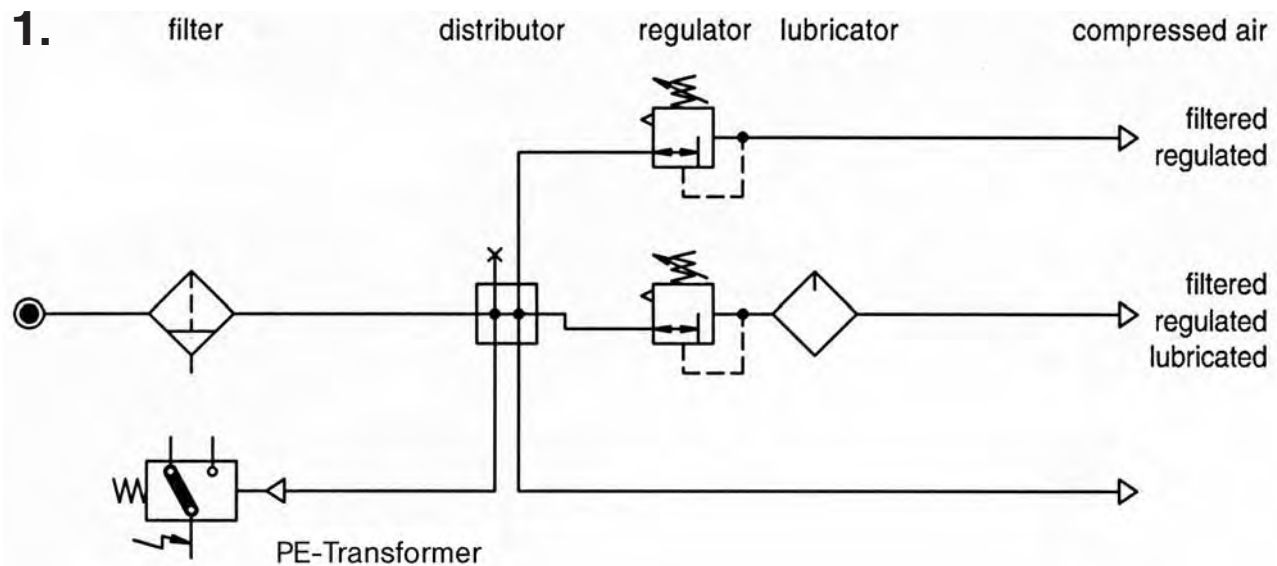 1.
filter
distributor
regulator
lubricator
compressed air
filtered
regulated
filtered
regulated
lubricated
PE-Transformer